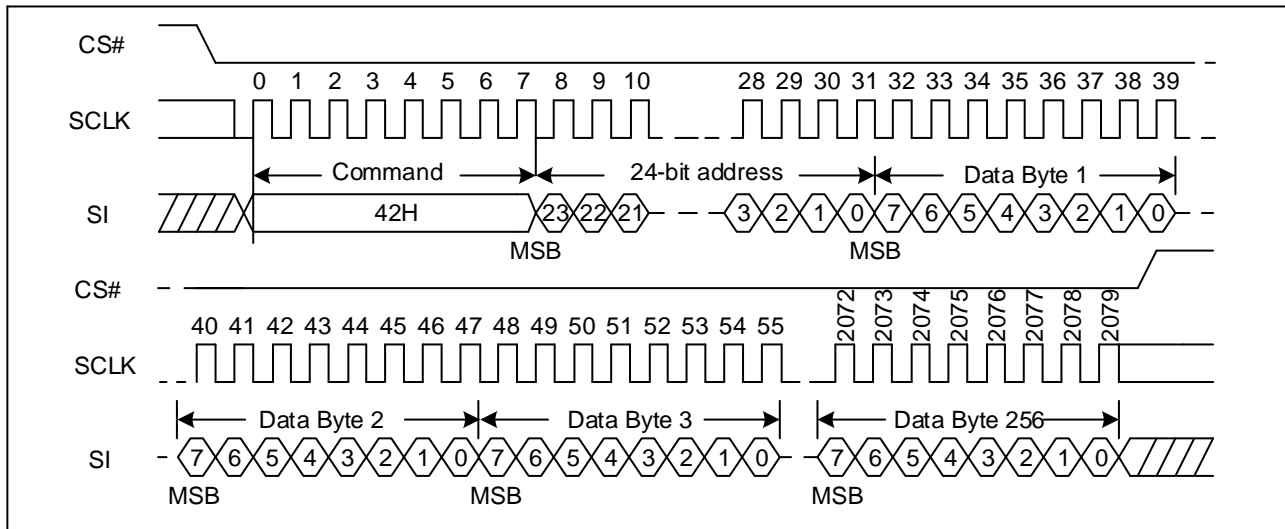 CS#
0 1 2 3 4 5 6 7 8 9 10 28 29 30 31 32 33 34 35 36 37 38 39
SCLK
Command 24-bit address Data Byte 1
SI 42H 23 22 21 3 2 1 0 7 6 5 4 3 2 1 0
MSB MSB
CS#
40 41 42 43 44 45 46 47 48 49 50 51 52 53 54 55 2072 2073 2074 2075 2076 2077 2078 2079
SCLK
Data Byte 2 Data Byte 3 Data Byte 256
SI 7 6 5 4 3 2 1 0 7 6 5 4 3 2 1 0 7 6 5 4 3 2 1 0
MSB MSB MSB